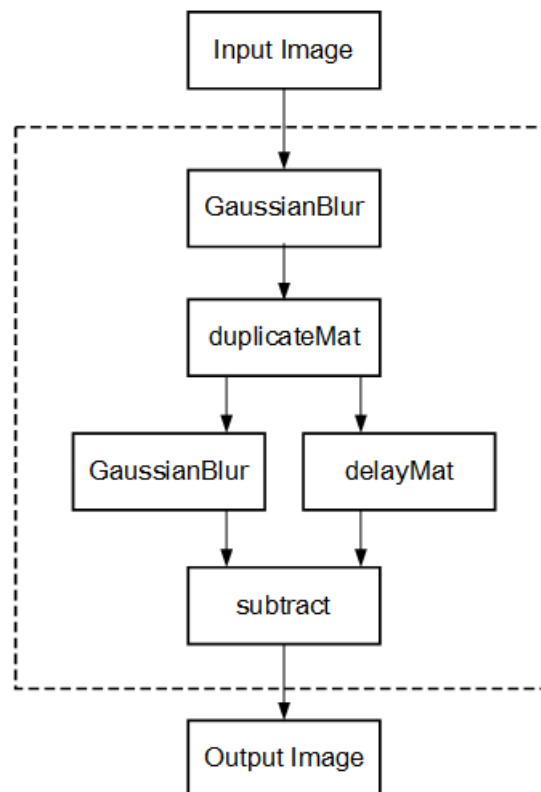 Input Image
GaussianBlur
duplicateMat
GaussianBlur
delayMat
subtract
Output Image